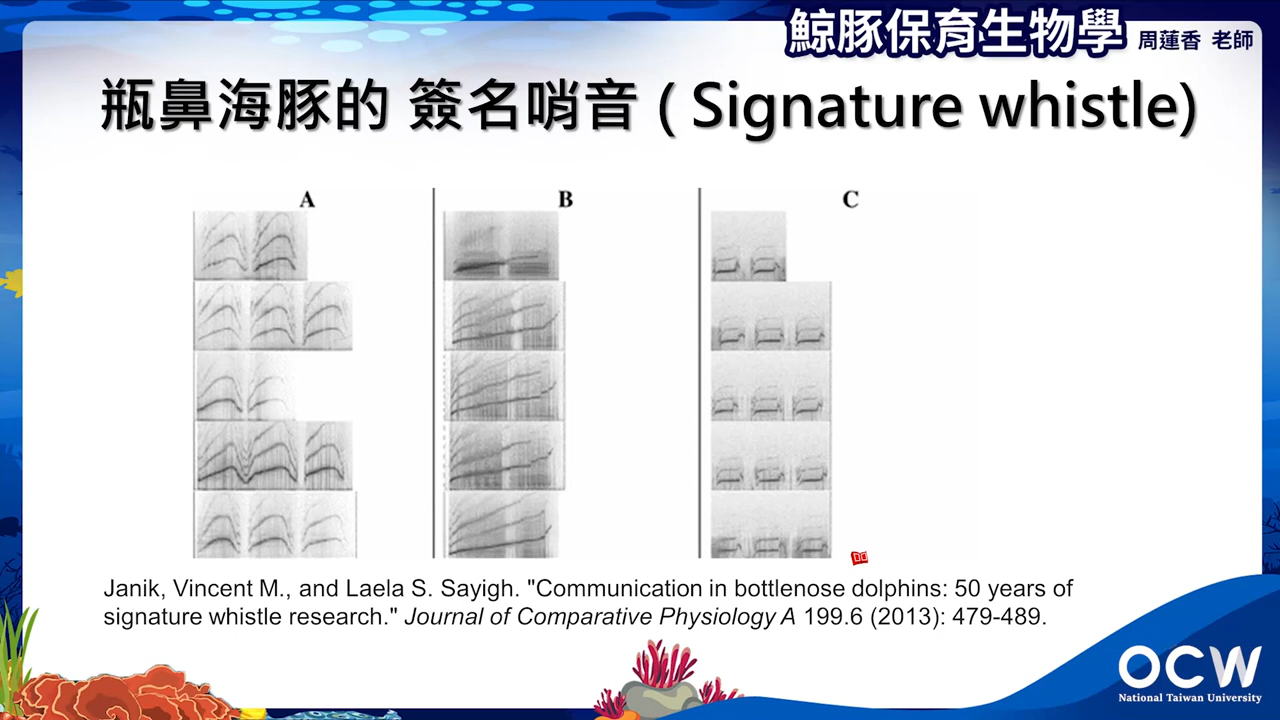 鯨豚保育生物學 周蓮香 老師
瓶鼻海豚的 簽名哨音 ( Signature whistle)
A B C
Janik, Vincent M., and Laela S. Sayigh. "Communication in bottlenose dolphins: 50 years of
signature whistle research." Journal of Comparative Physiology A 199.6 (2013): 479-489.
OCW
National Taiwan University